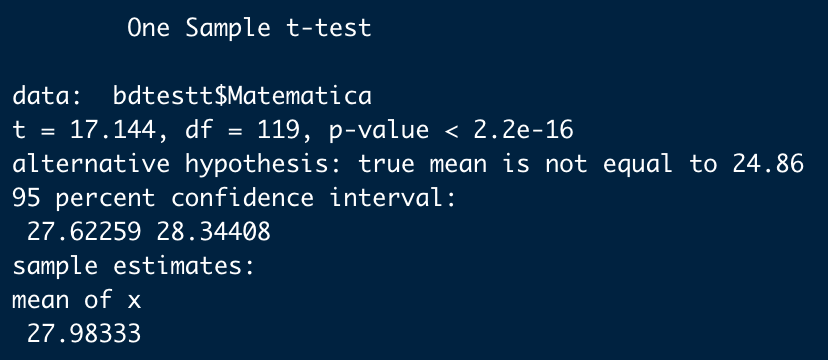 One Sample t-test
data:  bdtestt$Matematica
t = 17.144, df = 119, p-value < 2.2e-16
alternative hypothesis: true mean is not equal to 24.86
95 percent confidence interval:
27.62259 28.34408
sample estimates:
mean of x
27.98333